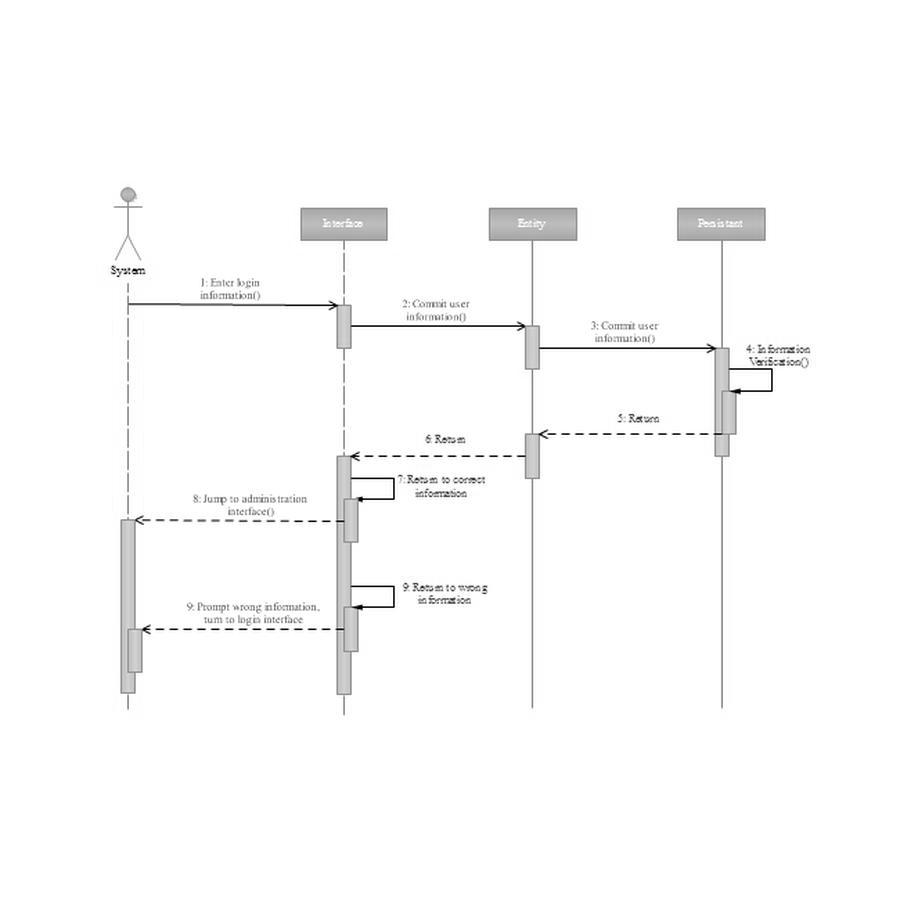 Interface
Entity
Persistant
System
1: Enter login
information()
2: Commit user
information()
3: Commit user
information()
4: Information
Verification()
5: Return
6: Return
7: Return to correct
information
8: Jump to administration
interface()
9: Return to wrong
information
9: Prompt wrong information,
turn to login interface